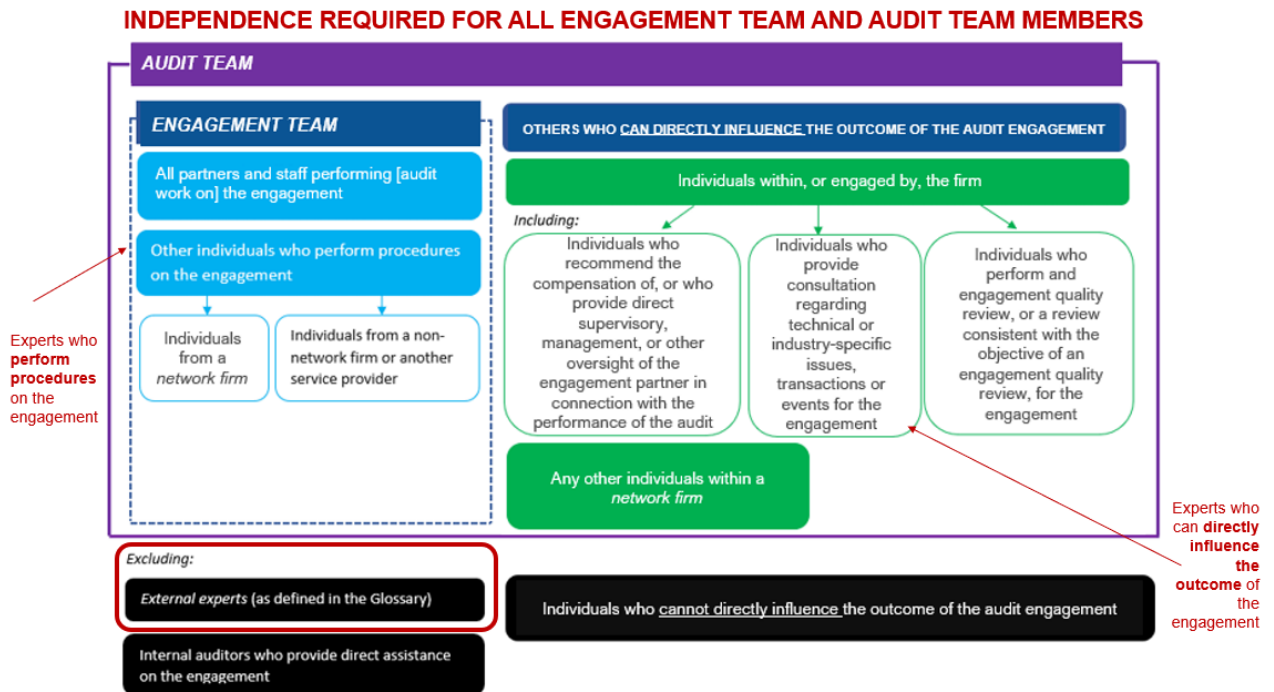 INDEPENDENCE REQUIRED FOR ALL ENGAGEMENT TEAM AND AUDIT TEAM MEMBERS
AUDIT TEAM
ENGAGEMENT TEAM
All partners and staff performing [audit
work on] the engagement
Other individuals who perform procedures
on the engagement
Individuals
from a
network firm
Individuals from a non-
network firm or another
service provider
Experts who
perform
procedures
on the
engagement
OTHERS WHO CAN DIRECTLY INFLUENCE THE OUTCOME OF THE AUDIT ENGAGEMENT
Individuals within, or engaged by, the firm
Including:
Individuals who
recommend the
compensation of, or who
provide direct
supervisory,
management, or other
oversight of the
engagement partner in
connection with the
performance of the audit
Individuals who
provide
consultation
regarding
technical or
industry-specific
issues,
transactions or
events for the
engagement
Individuals who
perform and
engagement quality
review, or a review
consistent with the
objective of an
engagement quality
review, for the
engagement
Any other individuals within a
network firm
Experts who
can directly
influence
the
outcome of
the
engagement
Excluding:
External experts (as defined in the Glossary)
Internal auditors who provide direct assistance
on the engagement
Individuals who cannot directly influence the outcome of the audit engagement